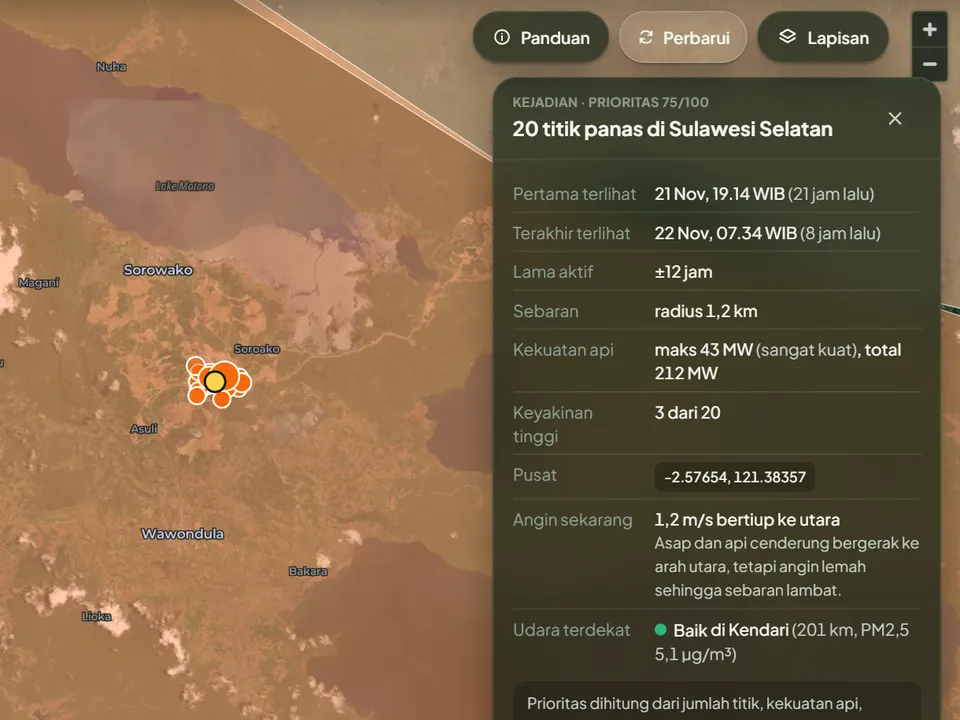 Panduan
Perbarui
Lapisan
+
−
Nuha
Lake Matano
Sorowako
Magani
Soroako
Asuli
Wawondula
Bakara
Lioka
KEJADIAN · PRIORITAS 75/100
20 titik panas di Sulawesi Selatan
Pertama terlihat 21 Nov, 19.14 WIB (21 jam lalu)
Terakhir terlihat 22 Nov, 07.34 WIB (8 jam lalu)
Lama aktif ±12 jam
Sebaran radius 1,2 km
Kekuatan api maks 43 MW (sangat kuat), total
212 MW
Keyakinan 3 dari 20
tinggi
Pusat -2.57654, 121.38357
Angin sekarang 1,2 m/s bertiup ke utara
Asap dan api cenderung bergerak ke
arah utara, tetapi angin lemah
sehingga sebaran lambat.
Udara terdekat Baik di Kendari (201 km, PM2,5
5,1 µg/m³)
Prioritas dihitung dari jumlah titik, kekuatan api,